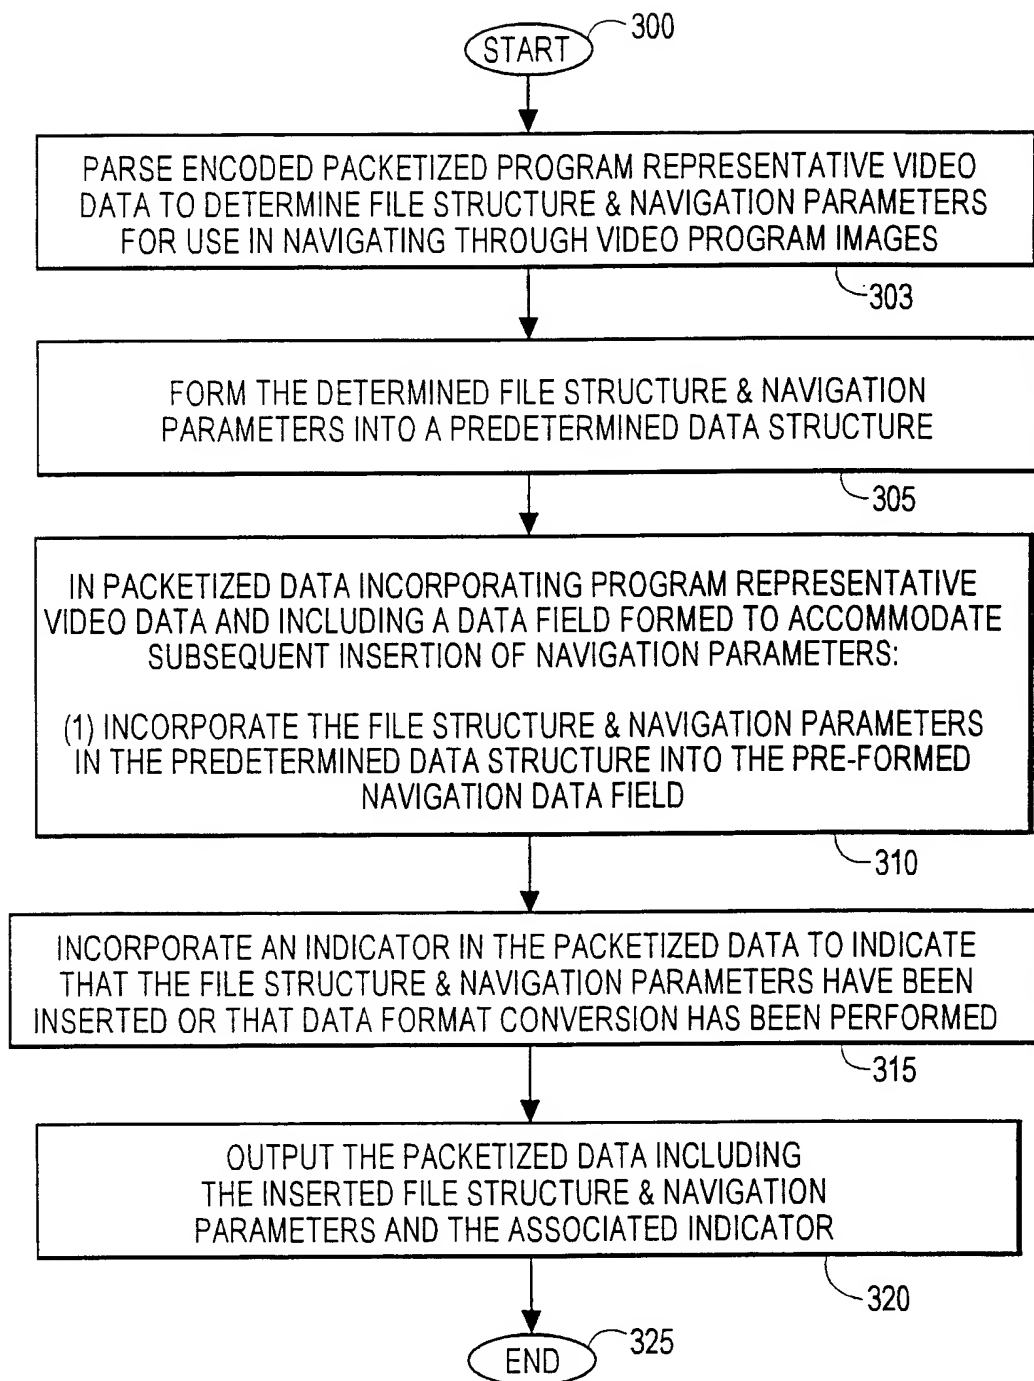 START
300
PARSE ENCODED PACKETIZED PROGRAM REPRESENTATIVE VIDEO
DATA TO DETERMINE FILE STRUCTURE & NAVIGATION PARAMETERS
FOR USE IN NAVIGATING THROUGH VIDEO PROGRAM IMAGES
303
FORM THE DETERMINED FILE STRUCTURE & NAVIGATION
PARAMETERS INTO A PREDETERMINED DATA STRUCTURE
305
IN PACKETIZED DATA INCORPORATING PROGRAM REPRESENTATIVE
VIDEO DATA AND INCLUDING A DATA FIELD FORMED TO ACCOMMODATE
SUBSEQUENT INSERTION OF NAVIGATION PARAMETERS:
(1) INCORPORATE THE FILE STRUCTURE & NAVIGATION PARAMETERS
IN THE PREDETERMINED DATA STRUCTURE INTO THE PRE-FORMED
NAVIGATION DATA FIELD
310
INCORPORATE AN INDICATOR IN THE PACKETIZED DATA TO INDICATE
THAT THE FILE STRUCTURE & NAVIGATION PARAMETERS HAVE BEEN
INSERTED OR THAT DATA FORMAT CONVERSION HAS BEEN PERFORMED
315
OUTPUT THE PACKETIZED DATA INCLUDING
THE INSERTED FILE STRUCTURE & NAVIGATION
PARAMETERS AND THE ASSOCIATED INDICATOR
320
END
325